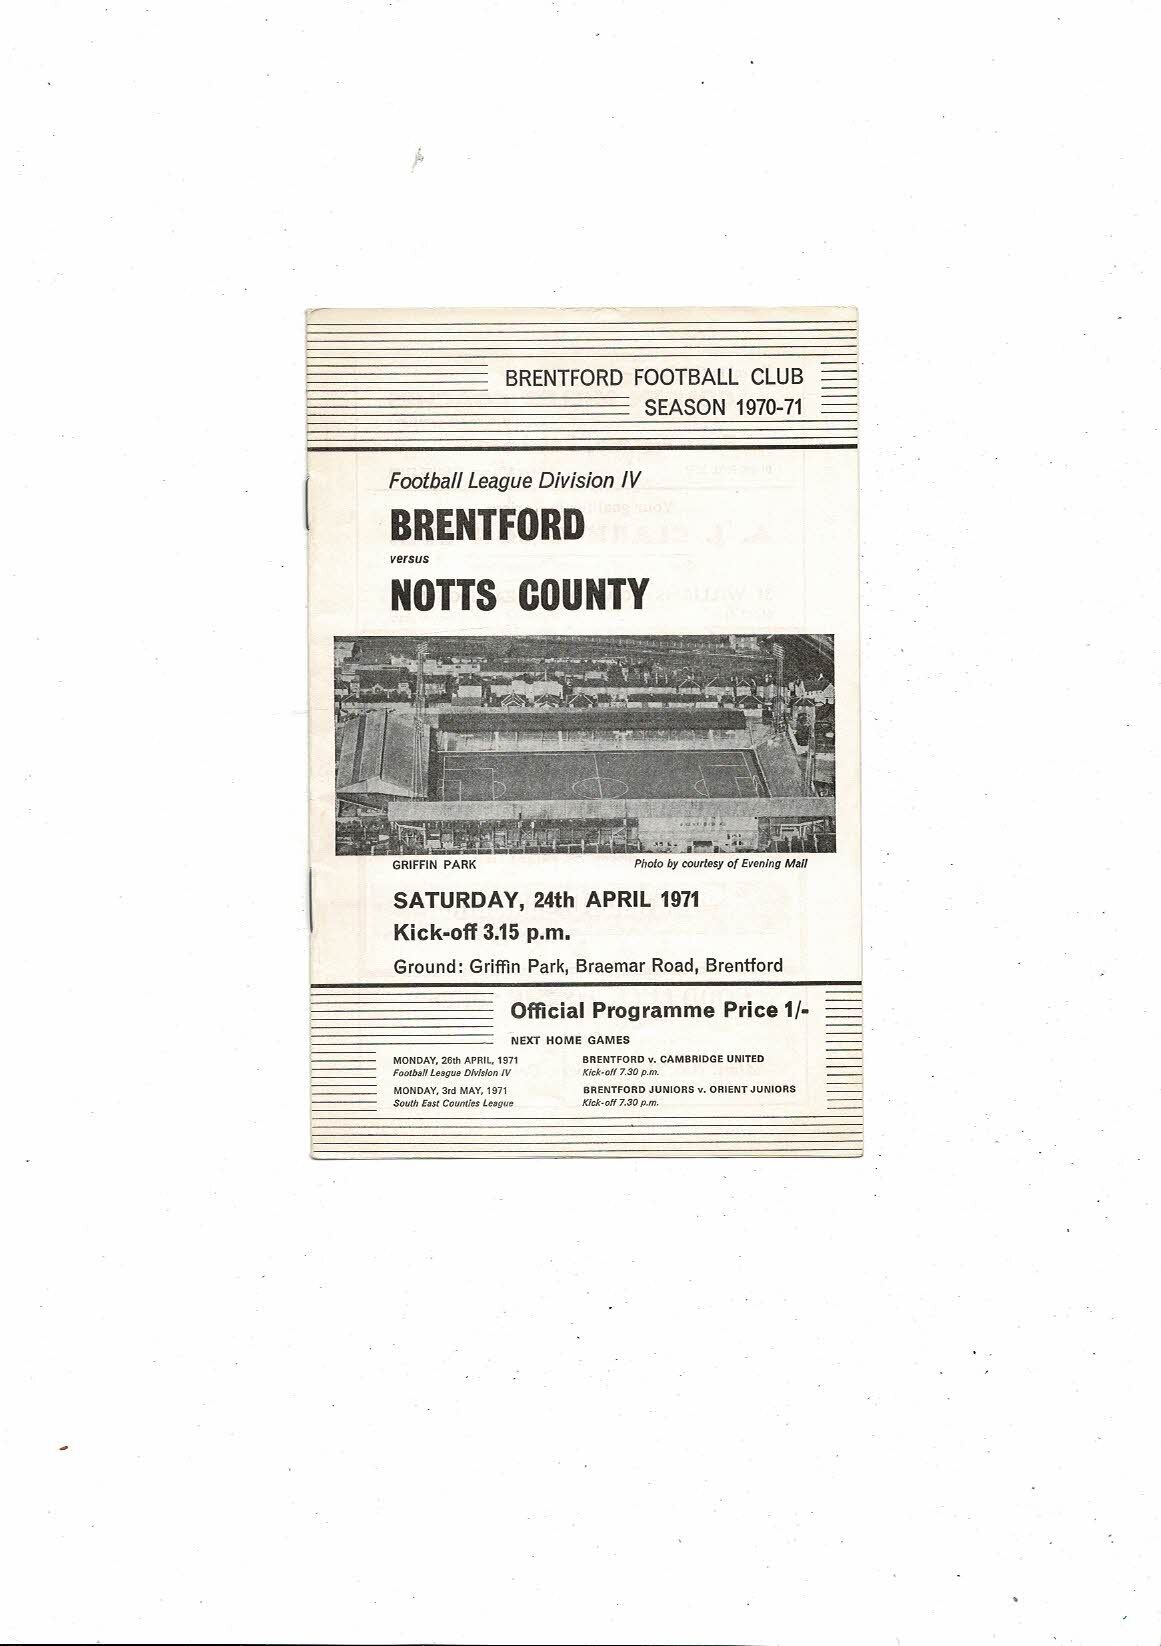 BRENTFORD FOOTBALL CLUB
SEASON 1970-71
Football League Division IV
BRENTFORD
versus
NOTTS COUNTY
GRIFFIN PARK
Photo by courtesy of Evening Mail
SATURDAY, 24th APRIL 1971
Kick-off 3.15 p.m.
Ground: Griffin Park, Braemar Road, Brentford
Official Programme Price 1/-
NEXT HOME GAMES
MONDAY, 26th APRIL, 1971 BRENTFORD v. CAMBRIDGE UNITED
Football League Division IV Kick-off 7.30 p.m.
MONDAY, 3rd MAY, 1971 BRENTFORD JUNIORS v. ORIENT JUNIORS
South East Counties League Kick-off 7.30 p.m.